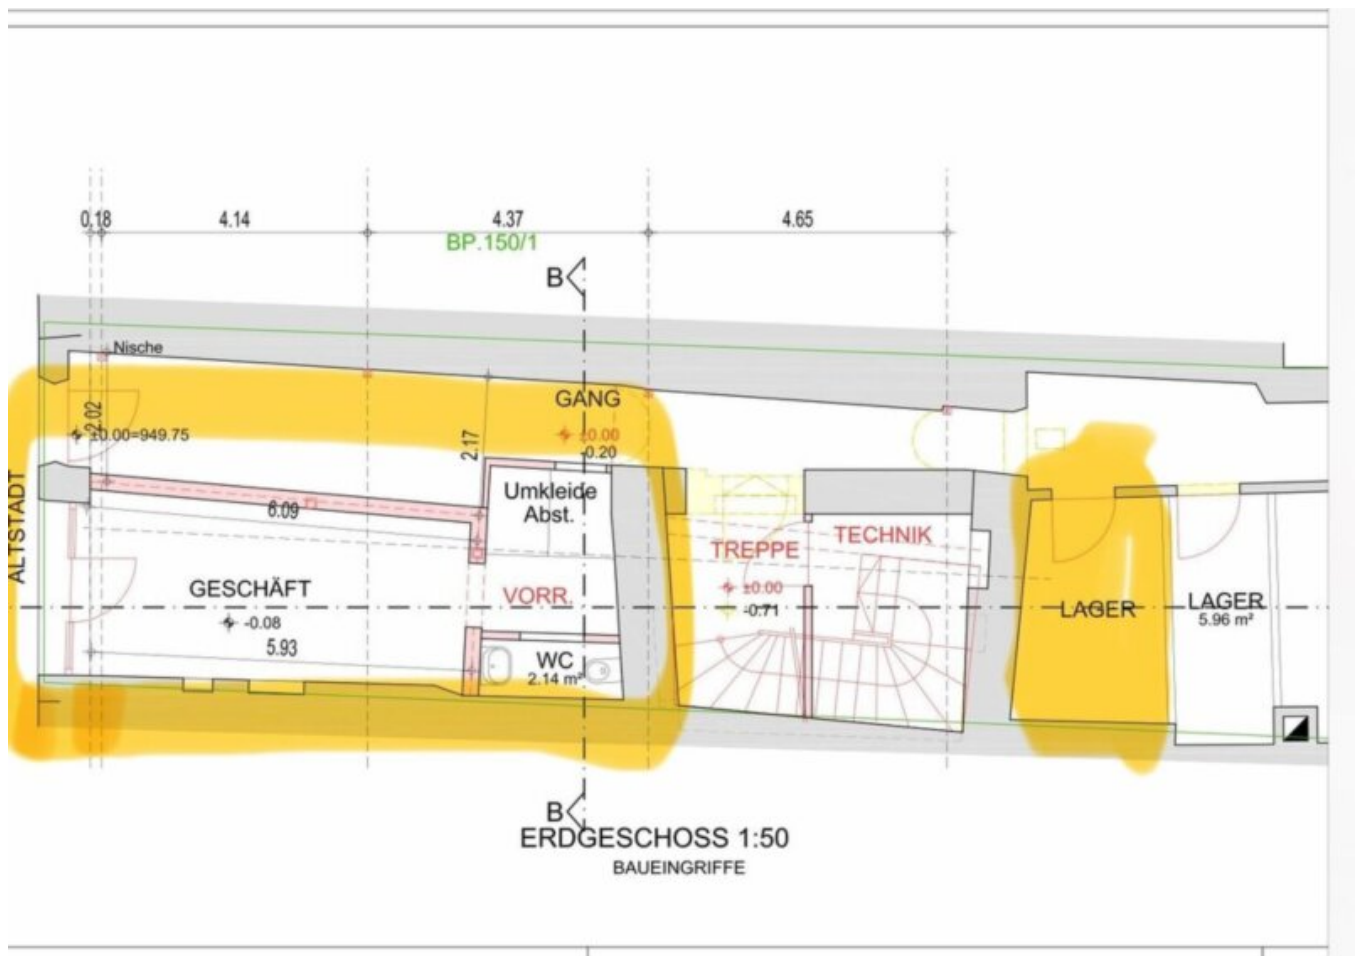 0.18
4.14
4.37
4.65
BP.150/1
B
Nische
GANG
2.02
±0.00=949.75
2.17
±0.00
-0.20
ALTSTADT
Umkleide
Abst.
6.09
TREPPE
TECHNIK
GESCHÄFT
VORR.
±0.00
-0.71
LAGER
LAGER
5.96 m²
-0.08
5.93
WC
2.14 m²
B
ERDGESCHOSS 1:50
BAUEINGRIFFE